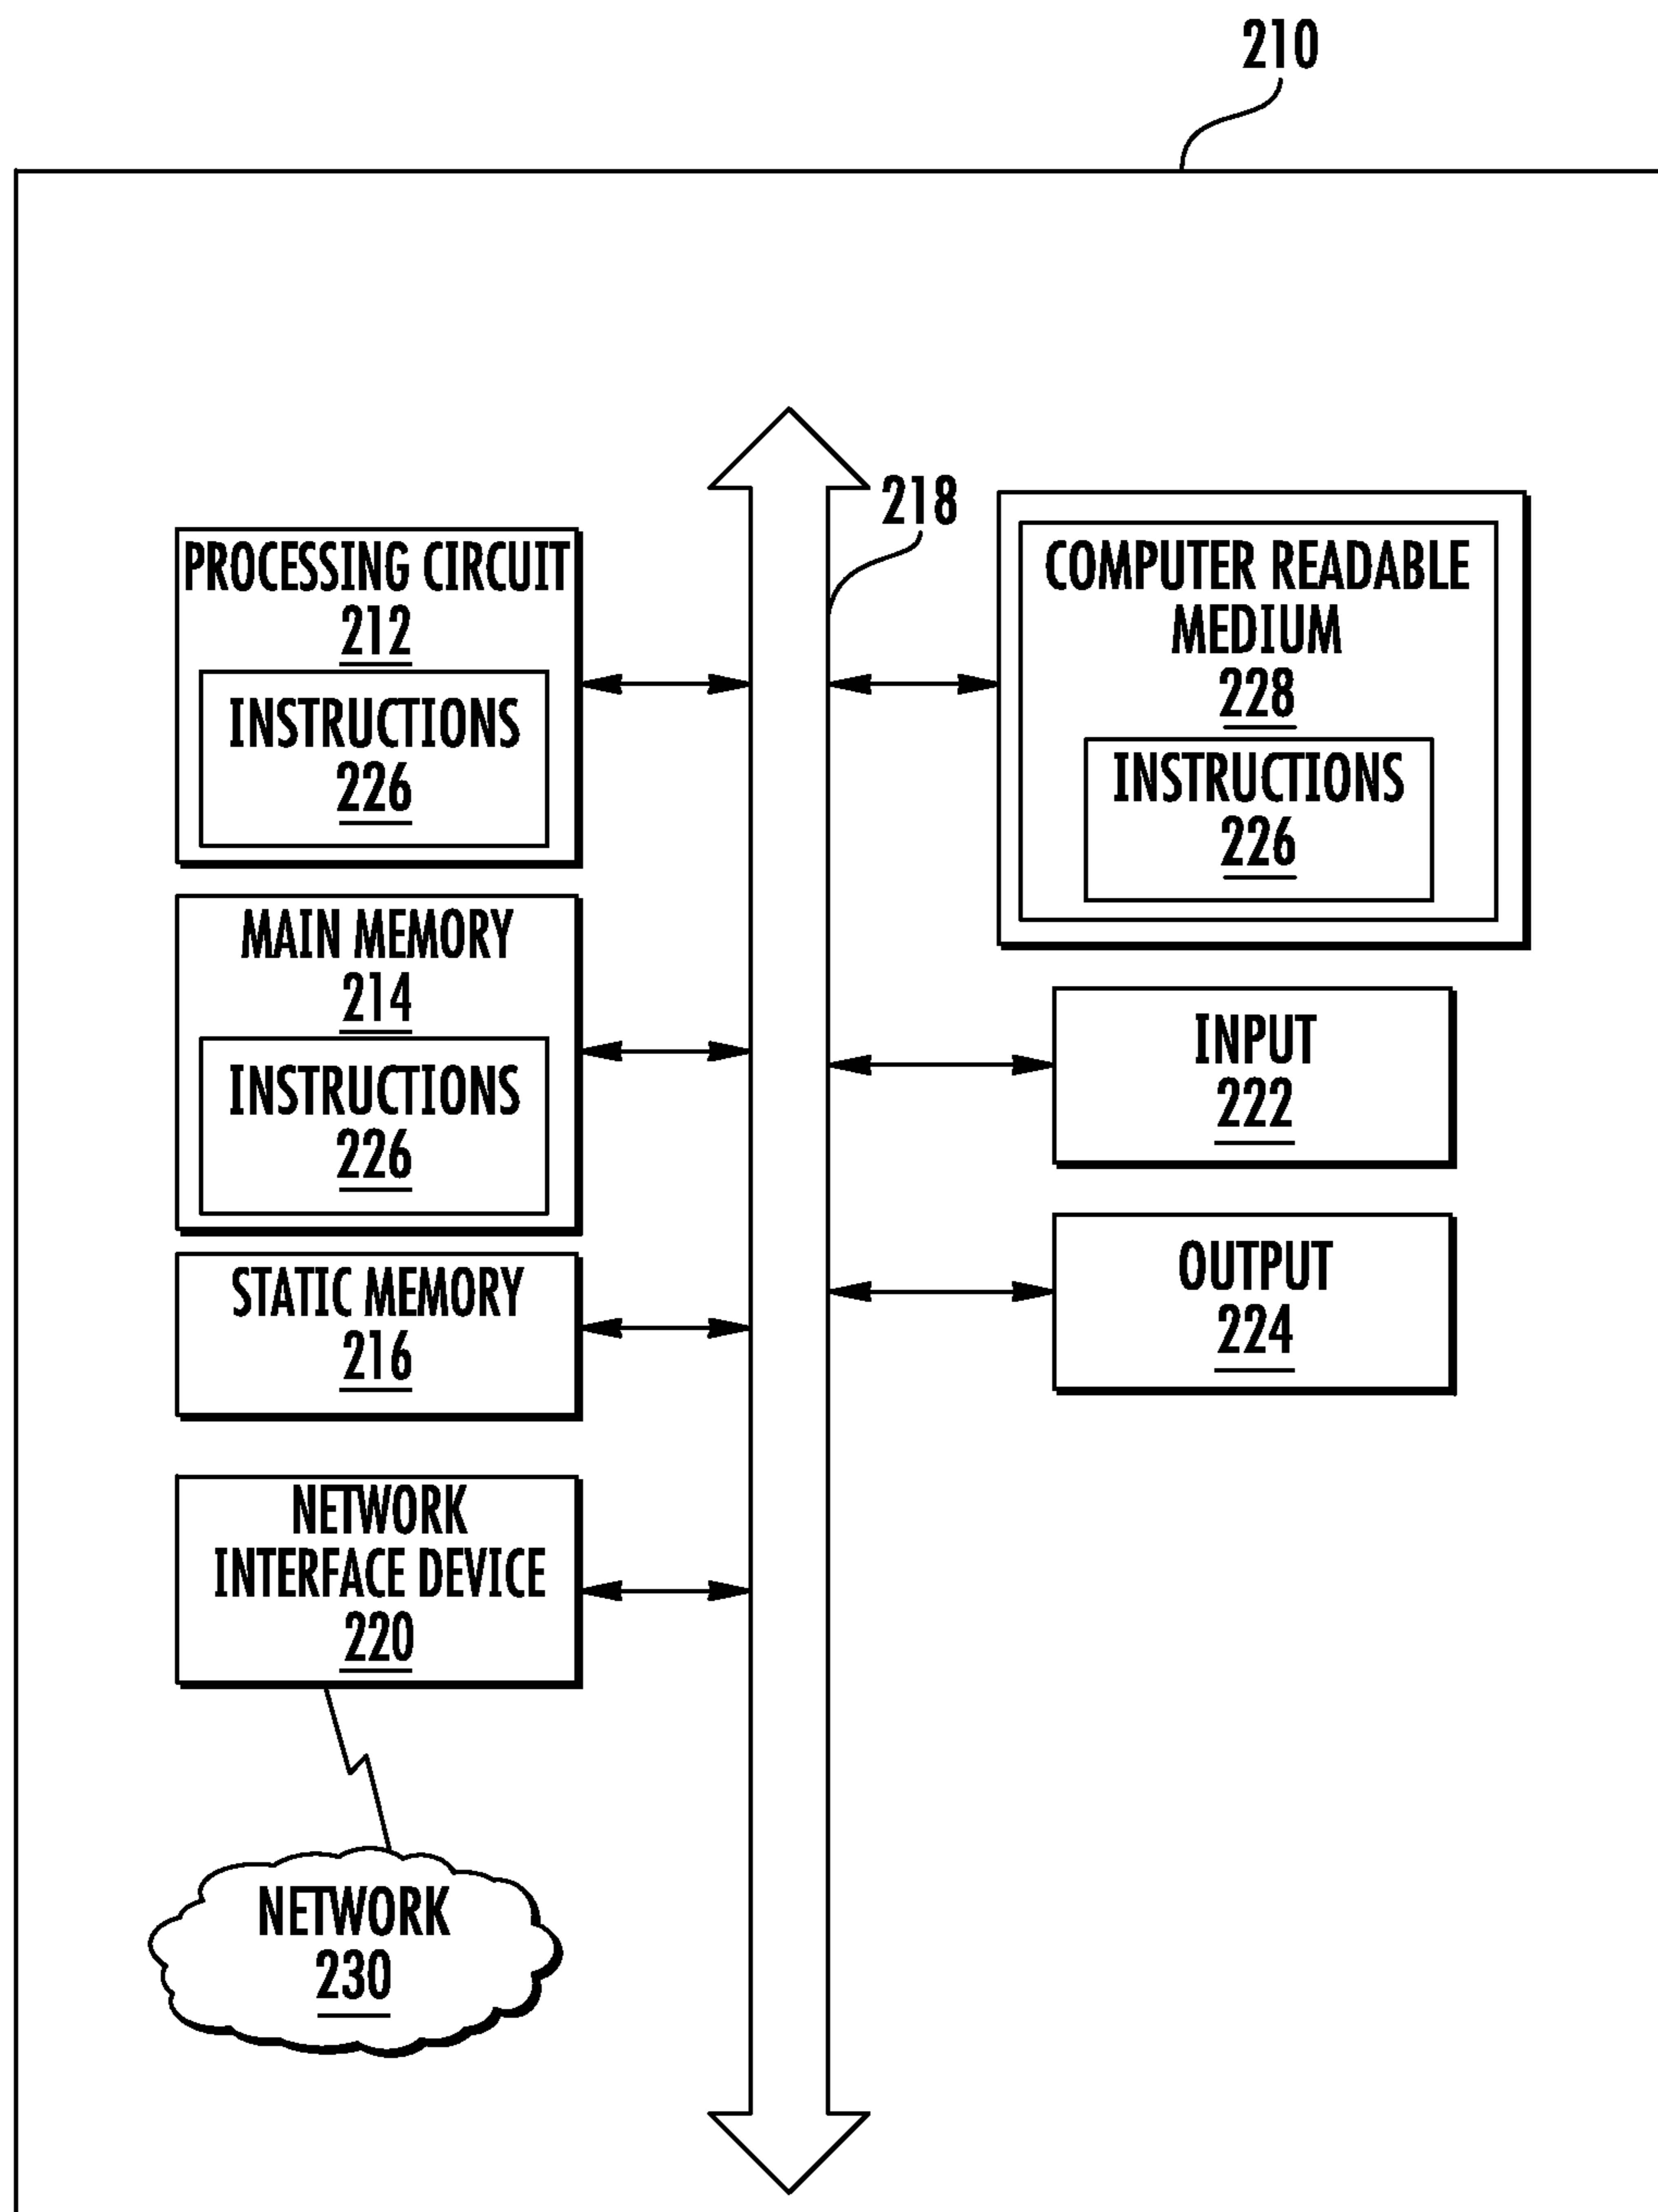 210
218
PROCESSING CIRCUIT
212
INSTRUCTIONS
226
MAIN MEMORY
214
INSTRUCTIONS
226
STATIC MEMORY
216
NETWORK
INTERFACE DEVICE
220
NETWORK
230
COMPUTER READABLE
MEDIUM
228
INSTRUCTIONS
226
INPUT
222
OUTPUT
224